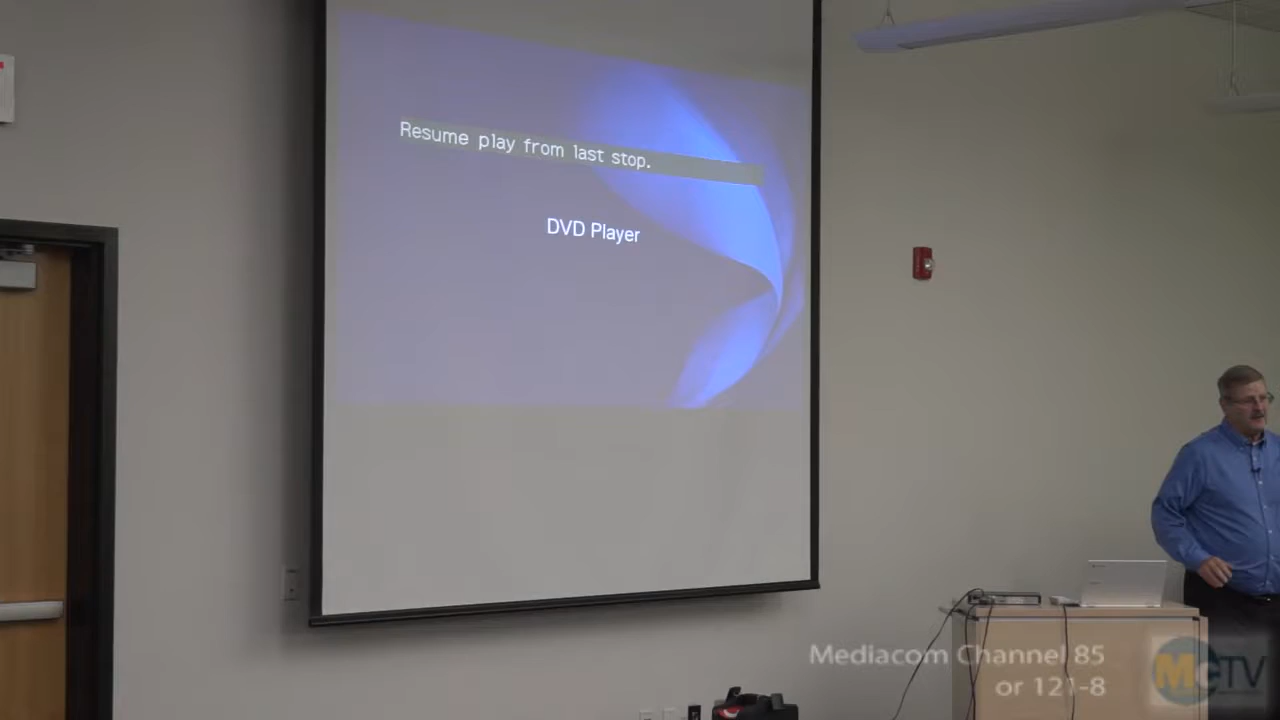 Resume play from last stop.
DVD Player
Mediacom Channel 85
or 121-8
MCTV